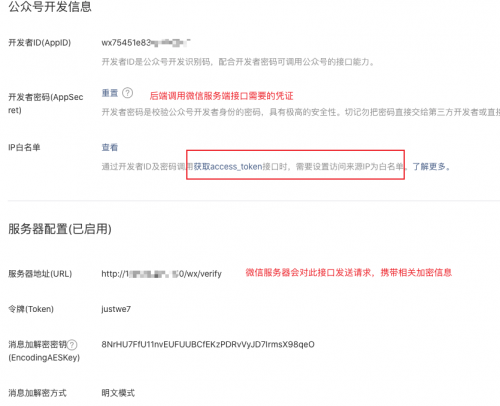 公众号开发信息
开发者ID(AppID) wx75451e83
开发者ID是公众号开发识别码，配合开发者密码可调用公众号的接口能力。
开发者密码(AppSecret) 重置 ? 后端调用微信服务端接口需要的凭证
开发者密码是校验公众号开发者身份的密码，具有极高的安全性。切记勿把密码直接交给第三方开发者或直接
IP白名单 查看
通过开发者ID及密码调用获取access_token接口时，需要设置访问来源IP为白名单。了解更多。
服务器配置(已启用)
服务器地址(URL) http://1 0/wx/verify 微信服务器会对此接口发送请求，携带相关加密信息
令牌(Token) justwe7
消息加解密密钥 ? 8NrHU7FfU11nvEUFUUBCfEKzPDRvVyJD7IrmsX98qeO
(EncodingAESKey)
消息加解密方式 明文模式